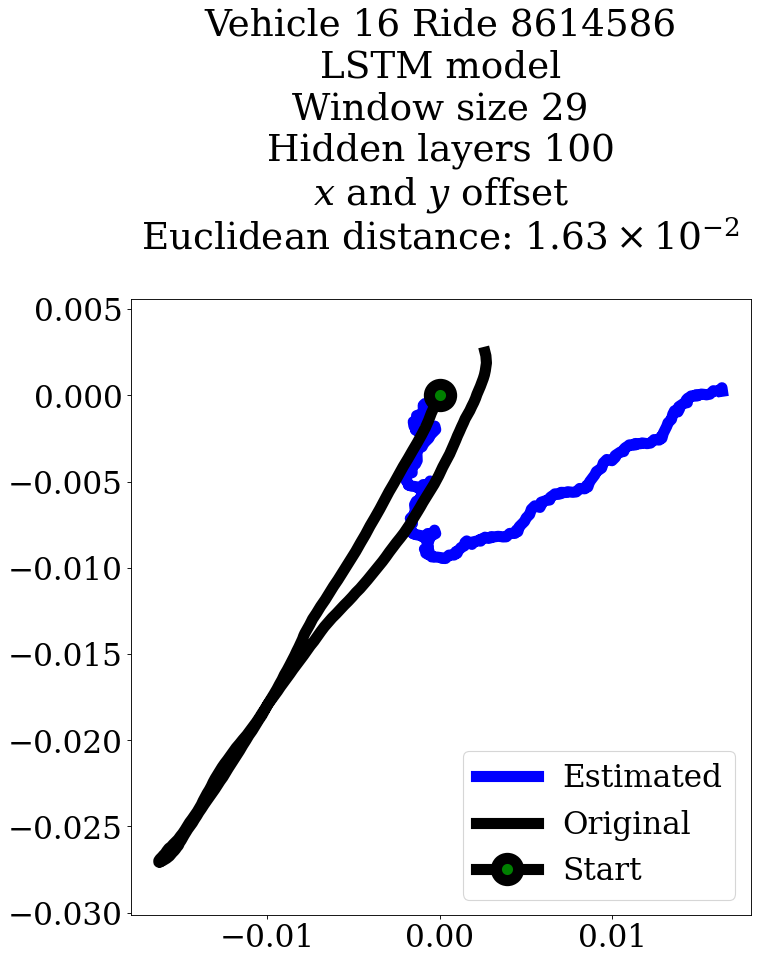 Vehicle 16 Ride 8614586
LSTM model
Window size 29
Hidden layers 100
x and y offset
Euclidean distance: 1.63 × 10⁻²
0.005
0.000
−0.005
−0.010
−0.015
−0.020
−0.025
−0.030
Estimated
Original
Start
−0.01 0.00 0.01